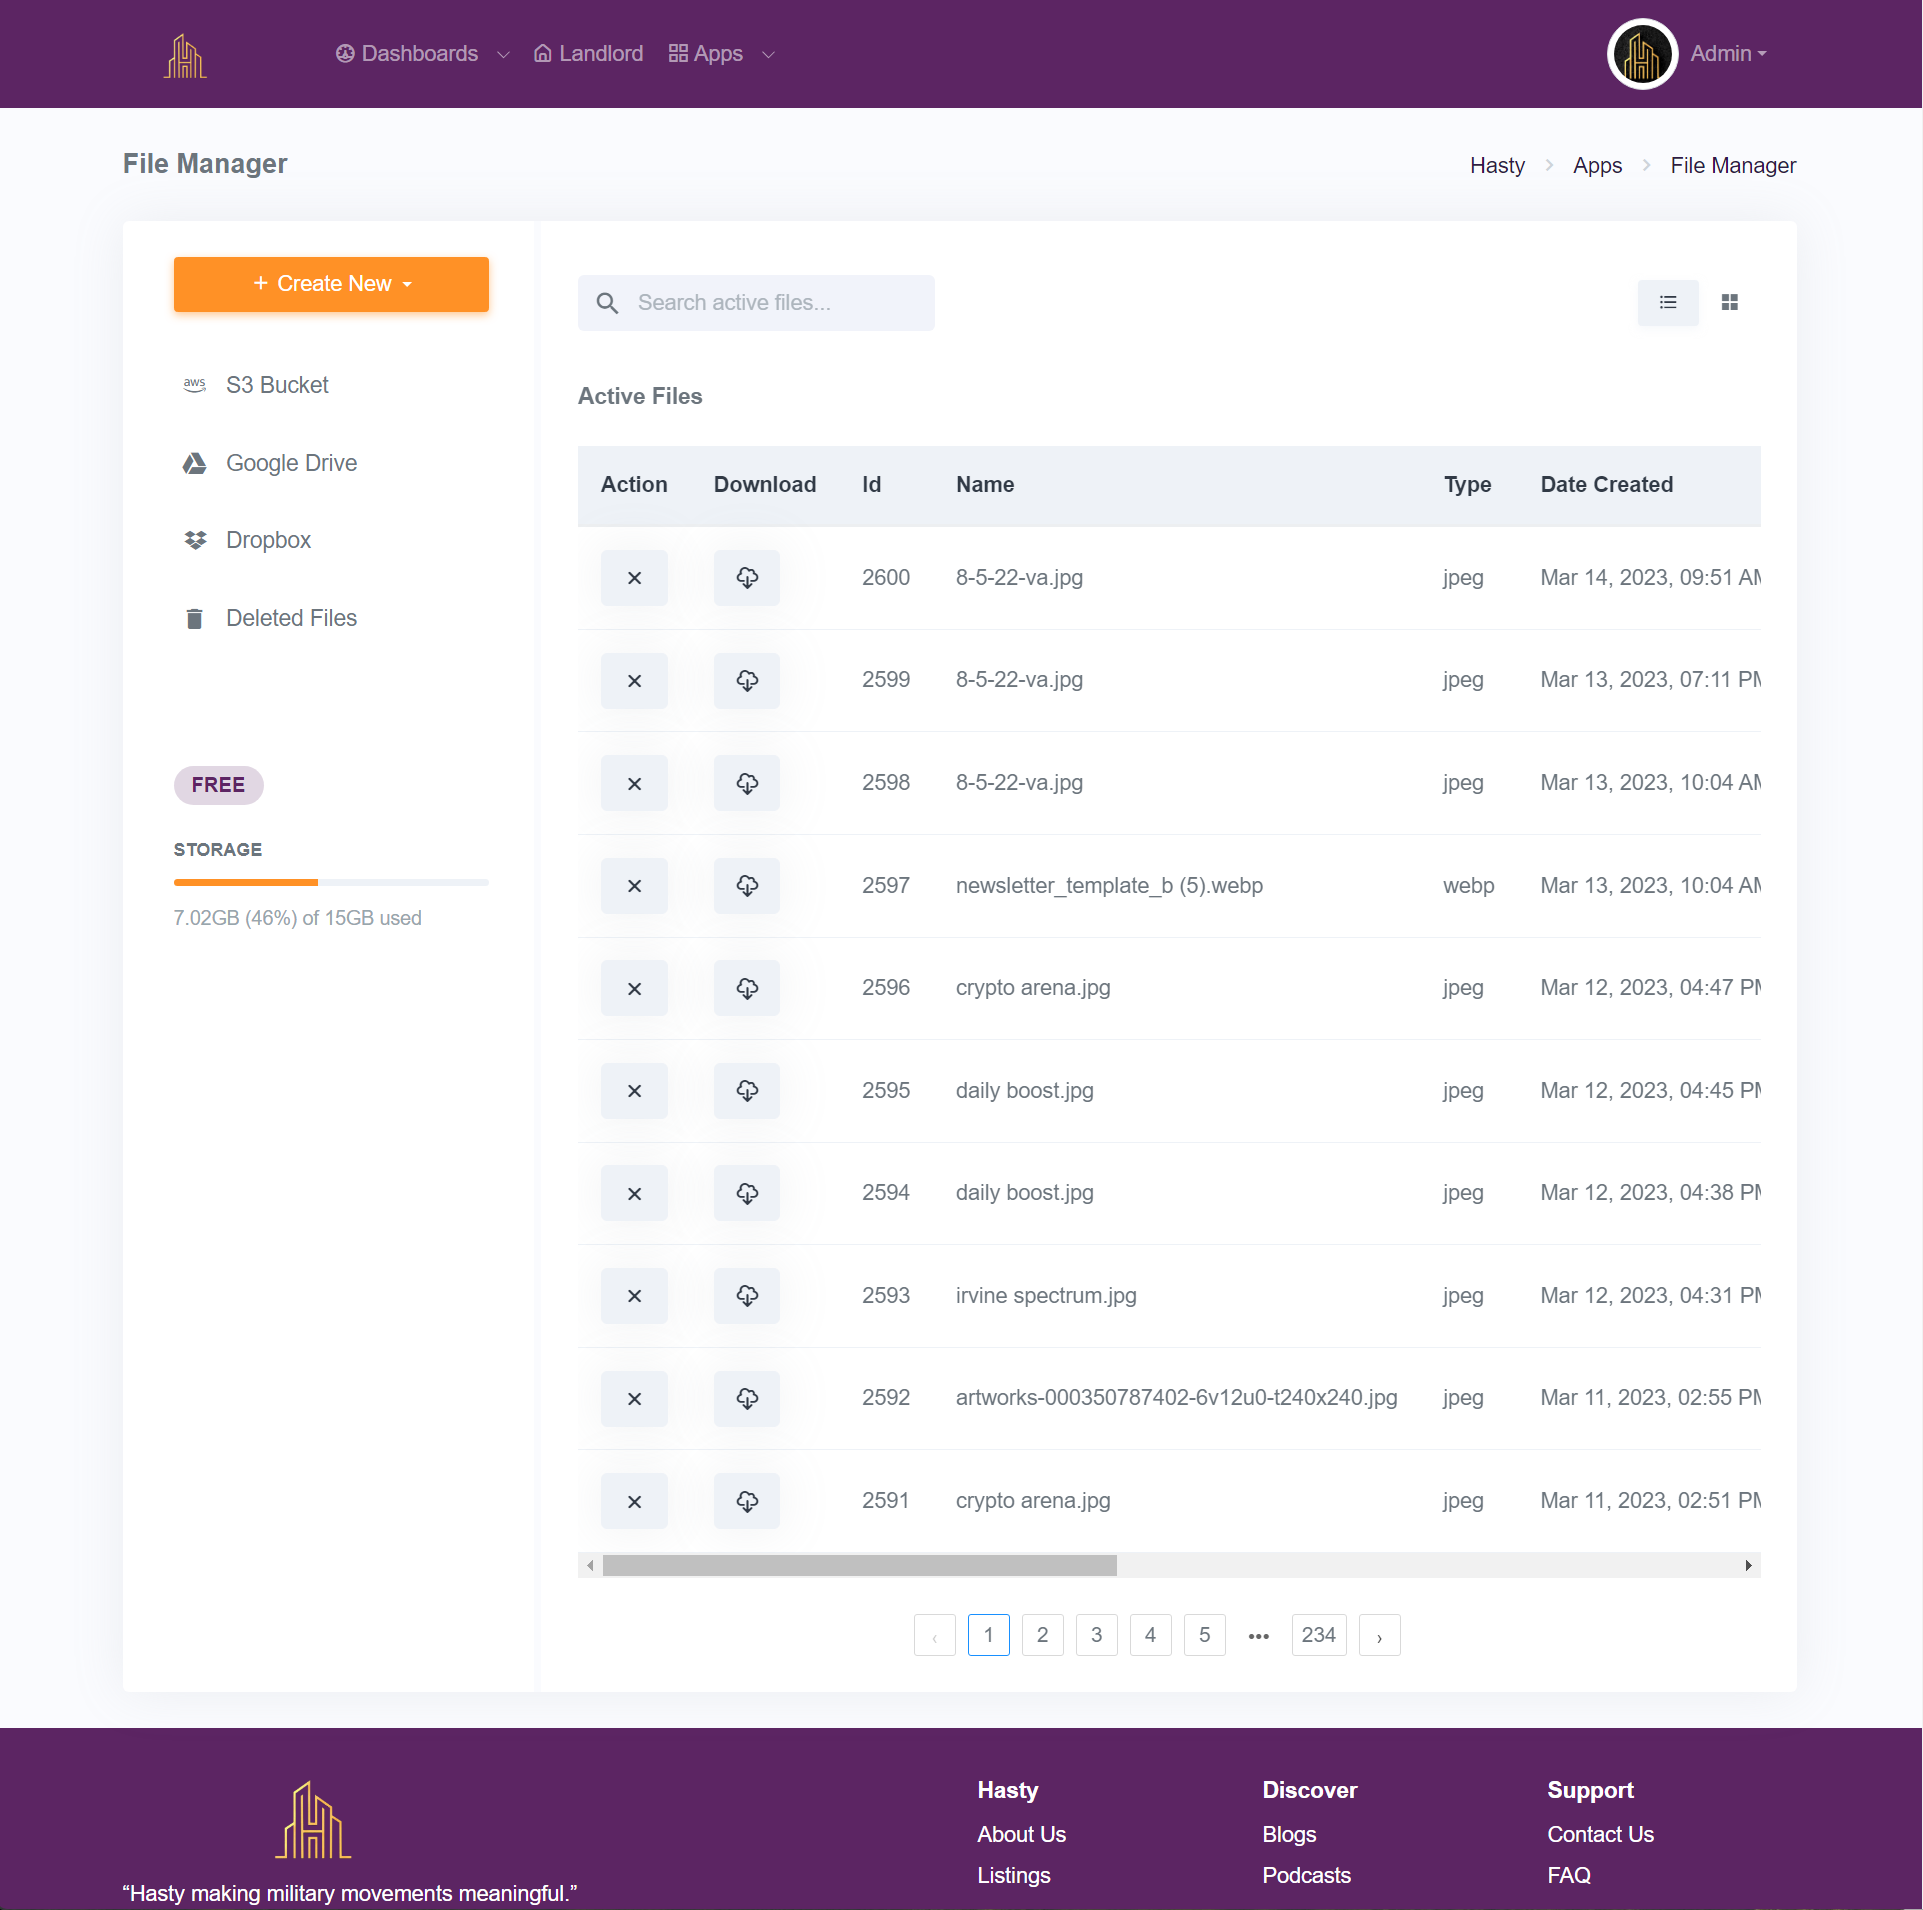 Dashboards Landlord Apps Admin
File Manager
Hasty > Apps > File Manager
+ Create New
aws S3 Bucket
Google Drive
Dropbox
Deleted Files
FREE
STORAGE
7.02GB (46%) of 15GB used
Search active files...
Active Files
Action Download Id Name Type Date Created
2600 8-5-22-va.jpg jpeg Mar 14, 2023, 09:51 AM
2599 8-5-22-va.jpg jpeg Mar 13, 2023, 07:11 PM
2598 8-5-22-va.jpg jpeg Mar 13, 2023, 10:04 AM
2597 newsletter_template_b (5).webp webp Mar 13, 2023, 10:04 AM
2596 crypto arena.jpg jpeg Mar 12, 2023, 04:47 PM
2595 daily boost.jpg jpeg Mar 12, 2023, 04:45 PM
2594 daily boost.jpg jpeg Mar 12, 2023, 04:38 PM
2593 irvine spectrum.jpg jpeg Mar 12, 2023, 04:31 PM
2592 artworks-000350787402-6v12u0-t240x240.jpg jpeg Mar 11, 2023, 02:55 PM
2591 crypto arena.jpg jpeg Mar 11, 2023, 02:51 PM
‹ 1 2 3 4 5 ••• 234 ›
“Hasty making military movements meaningful.”
Hasty
About Us
Listings
Discover
Blogs
Podcasts
Support
Contact Us
FAQ